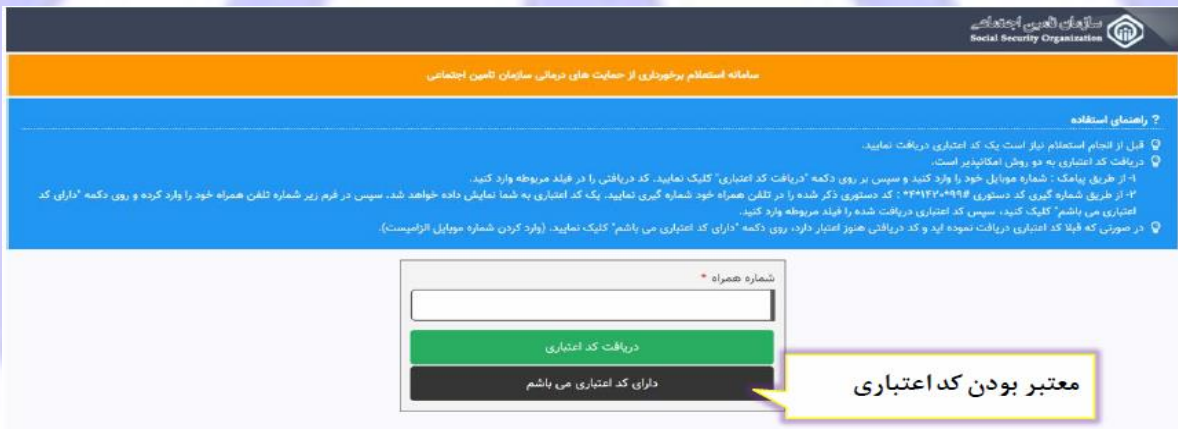 سازمان تامین اجتماعی
Social Security Organization
سامانه استعلام برخورداری از حمایت های درمانی سازمان تامین اجتماعی
? راهنمای استفاده
قبل از انجام استعلام نیاز است یک کد اعتباری دریافت نمایید.
دریافت کد اعتباری به دو روش امکانپذیر است.
۱- از طریق پیامک : شماره موبایل خود را وارد کنید و سپس بر روی دکمه "دریافت کد اعتباری" کلیک نمایید. کد دریافتی را در فیلد مربوطه وارد کنید.
۲- از طریق شماره گیری کد دستوری #۹۹*۱۴۲۰*۴* : کد دستوری ذکر شده را در تلفن همراه خود شماره گیری نمایید. یک کد اعتباری به شما نمایش داده خواهد شد. سپس در فرم زیر شماره تلفن همراه خود را وارد کرده و روی دکمه "دارای کد
اعتباری می باشم" کلیک کنید، سپس کد اعتباری دریافت شده را فیلد مربوطه وارد کنید.
در صورتی که قبلا کد اعتباری دریافت نموده اید و کد دریافتی هنوز اعتبار دارد، روی دکمه "دارای کد اعتباری می باشم" کلیک نمایید. (وارد کردن شماره موبایل الزامیست).
شماره همراه *
دریافت کد اعتباری
دارای کد اعتباری می باشم
معتبر بودن کد اعتباری